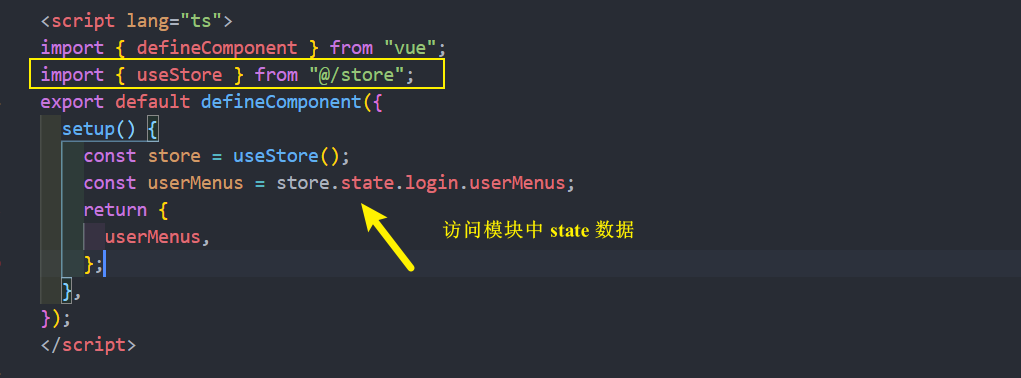 <script lang="ts">
import { defineComponent } from "vue";
import { useStore } from "@/store";
export default defineComponent({
setup() {
const store = useStore();
const userMenus = store.state.login.userMenus;
return {
访问模块中 state 数据
userMenus,
};
},
});
</script>